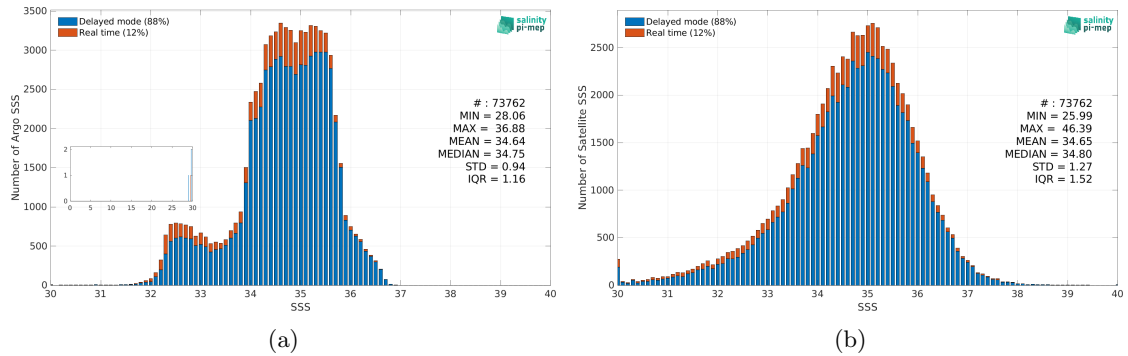 Delayed mode (88%)
Real time (12%)
salinity
pi-mep
3500
3000
2500
2000
1500
1000
500
0
Number of Argo SSS
# : 73762
MIN = 28.06
MAX = 36.88
MEAN = 34.64
MEDIAN = 34.75
STD = 0.94
IQR = 1.16
2
1
0
0 5 10 15 20 25 30
30 31 32 33 34 35 36 37 38 39 40
SSS
(a)
Delayed mode (88%)
Real time (12%)
salinity
pi-mep
2500
2000
1500
1000
500
0
Number of Satellite SSS
# : 73762
MIN = 25.99
MAX = 46.39
MEAN = 34.65
MEDIAN = 34.80
STD = 1.27
IQR = 1.52
30 31 32 33 34 35 36 37 38 39 40
SSS
(b)